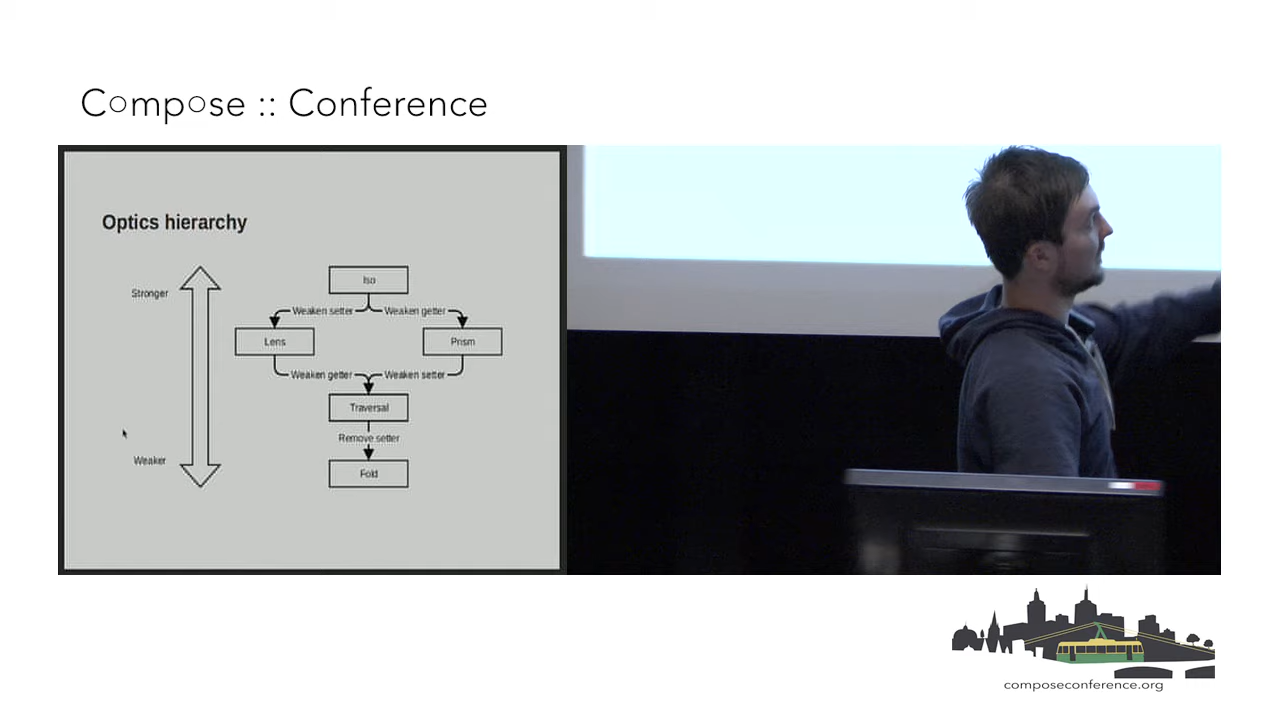 Compose :: Conference
Optics hierarchy
Iso
Stronger
Weaken setter
Weaken getter
Lens
Prism
Weaken getter
Weaken setter
Traversal
Remove setter
Weaker
Fold
composeconference.org